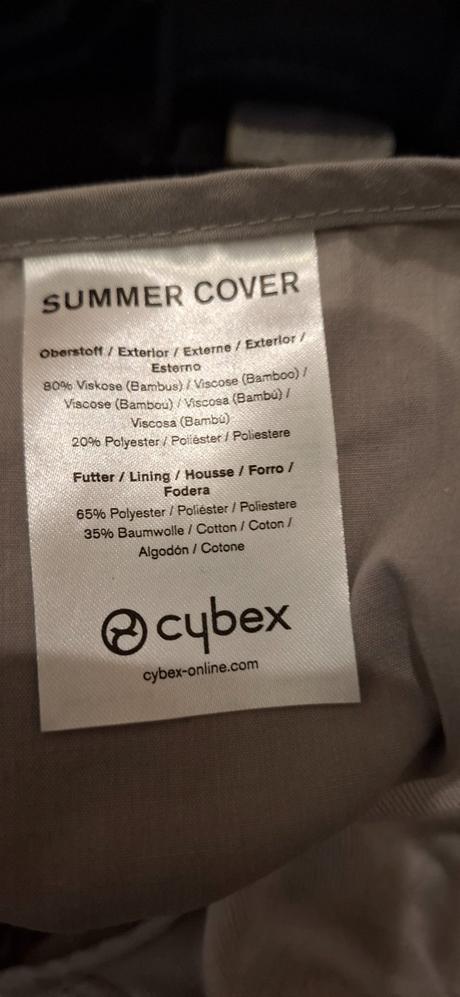 SUMMER COVER
Oberstoff / Exterior / Externe / Exterior /
Esterno
80% Viskose (Bambus) / Viscose (Bamboo) /
Viscose (Bambou) / Viscosa (Bambú) /
Viscosa (Bambù)
20% Polyester / Poliéster / Poliestere
Futter / Lining / Housse / Forro /
Fodera
65% Polyester / Poliéster / Poliestere
35% Baumwolle / Cotton / Coton /
Algodón / Cotone
cybex
cybex-online.com